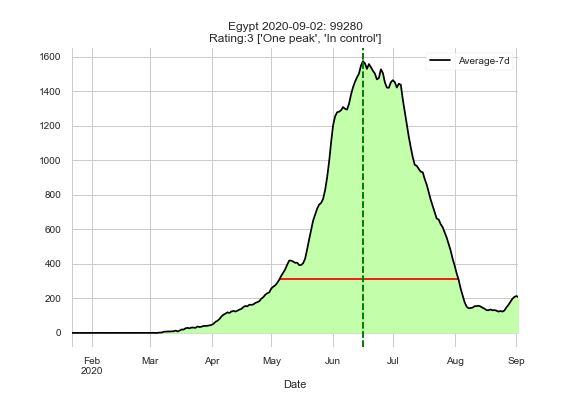 Egypt 2020-09-02: 99280
Rating:3 ['One peak', 'In control']
Average-7d
1600
1400
1200
1000
800
600
400
200
0
Feb Mar Apr May Jun Jul Aug Sep
2020
Date